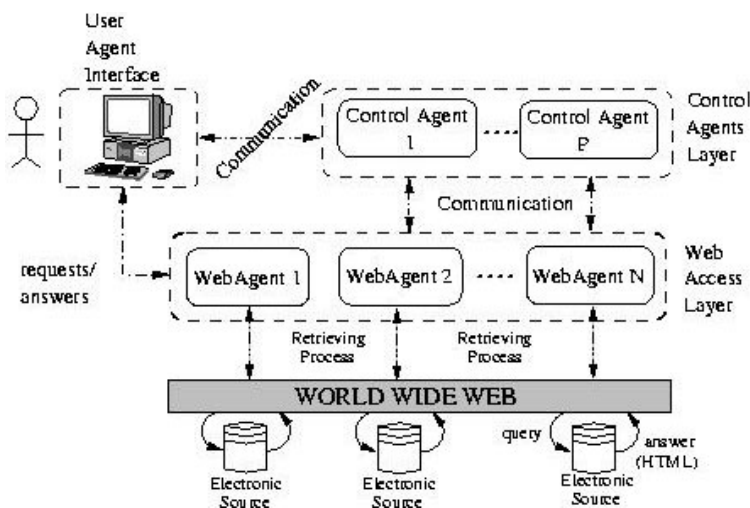 User
Agent
Interface
Communication
Control Agent
1
Control Agent
P
Control
Agents
Layer
Communication
requests/
answers
WebAgent 1
WebAgent 2
WebAgent N
Web
Access
Layer
Retrieving
Process
Retrieving
Process
WORLD WIDE WEB
query
answer
(HTML)
Electronic
Source
Electronic
Source
Electronic
Source